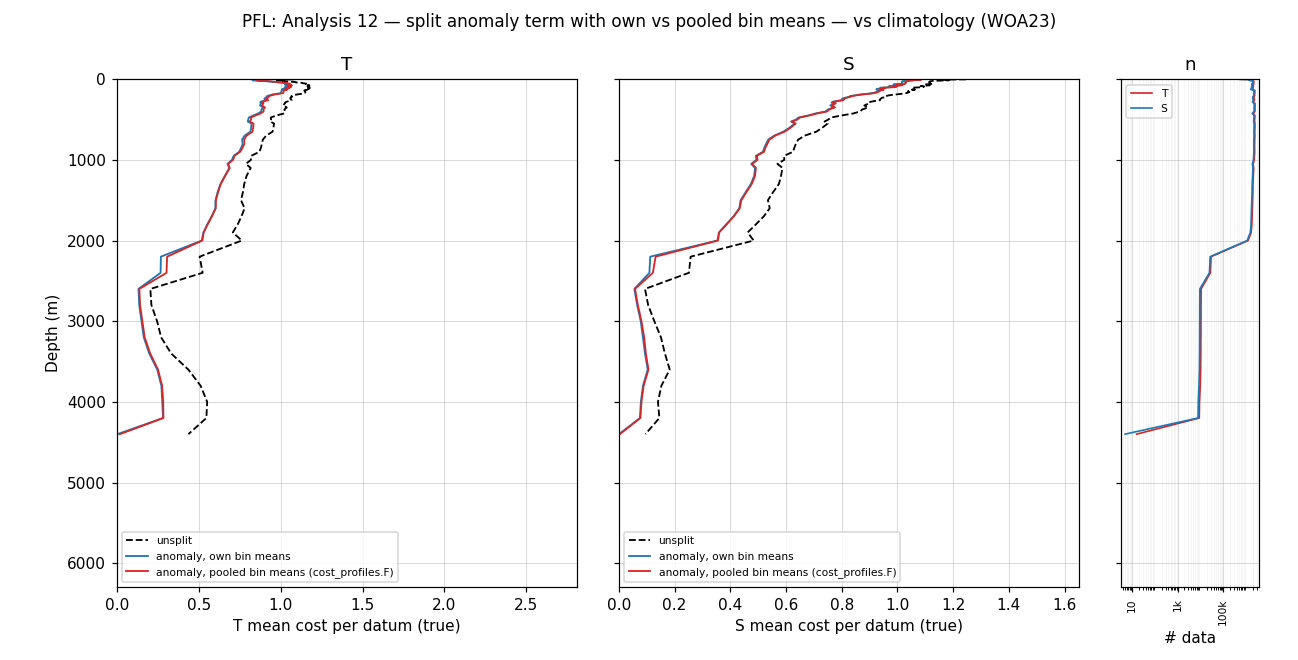 PFL: Analysis 12 — split anomaly term with own vs pooled bin means — vs climatology (WOA23)
T
S
n
0
1000
2000
3000
4000
5000
6000
Depth (m)
unsplit
anomaly, own bin means
anomaly, pooled bin means (cost_profiles.F)
0.0 0.5 1.0 1.5 2.0 2.5
T mean cost per datum (true)
unsplit
anomaly, own bin means
anomaly, pooled bin means (cost_profiles.F)
0.0 0.2 0.4 0.6 0.8 1.0 1.2 1.4 1.6
S mean cost per datum (true)
T
S
10 1k 100k
# data